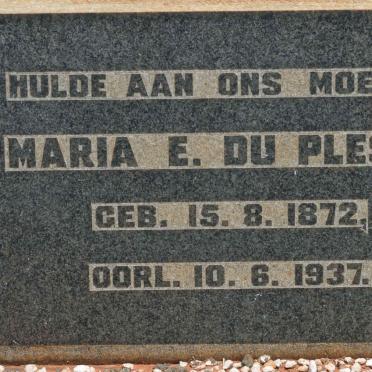 HULDE AAN ONS MOE
MARIA E. DU PLES
GEB. 15. 8. 1872,
OORL. 10. 6. 1937.